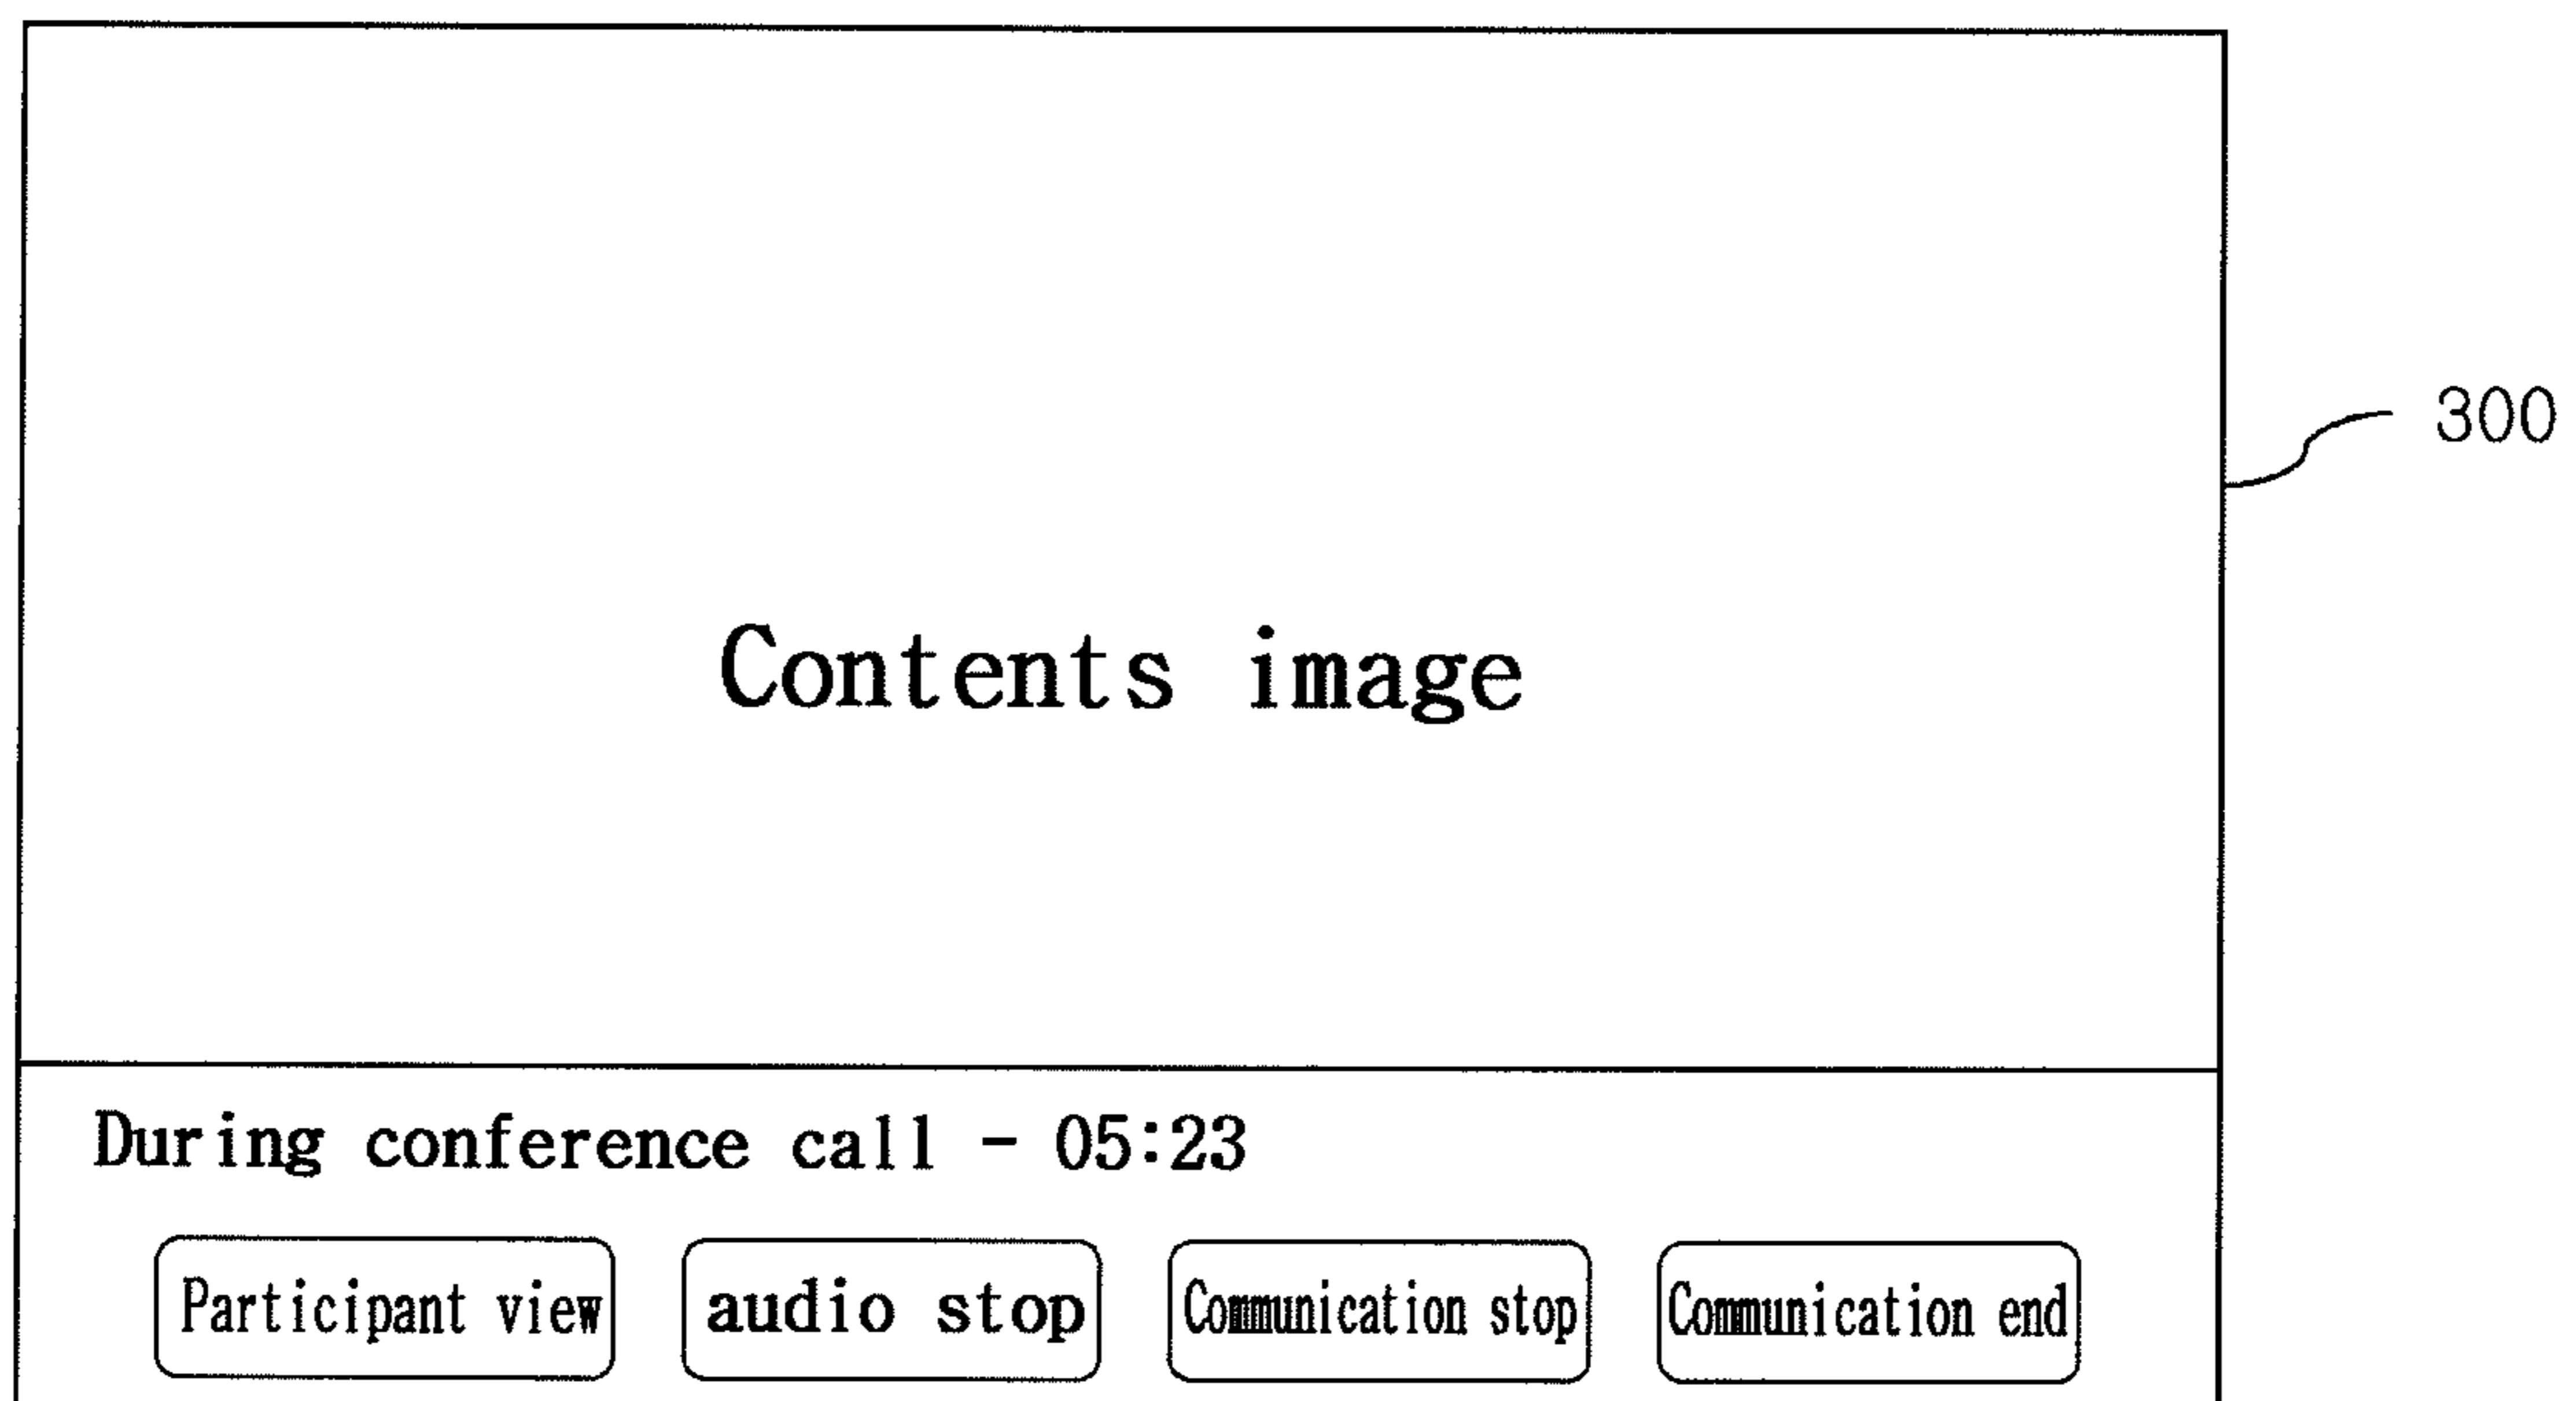 300
Contents image
During conference call - 05:23
Participant view audio stop Communication stop Communication end